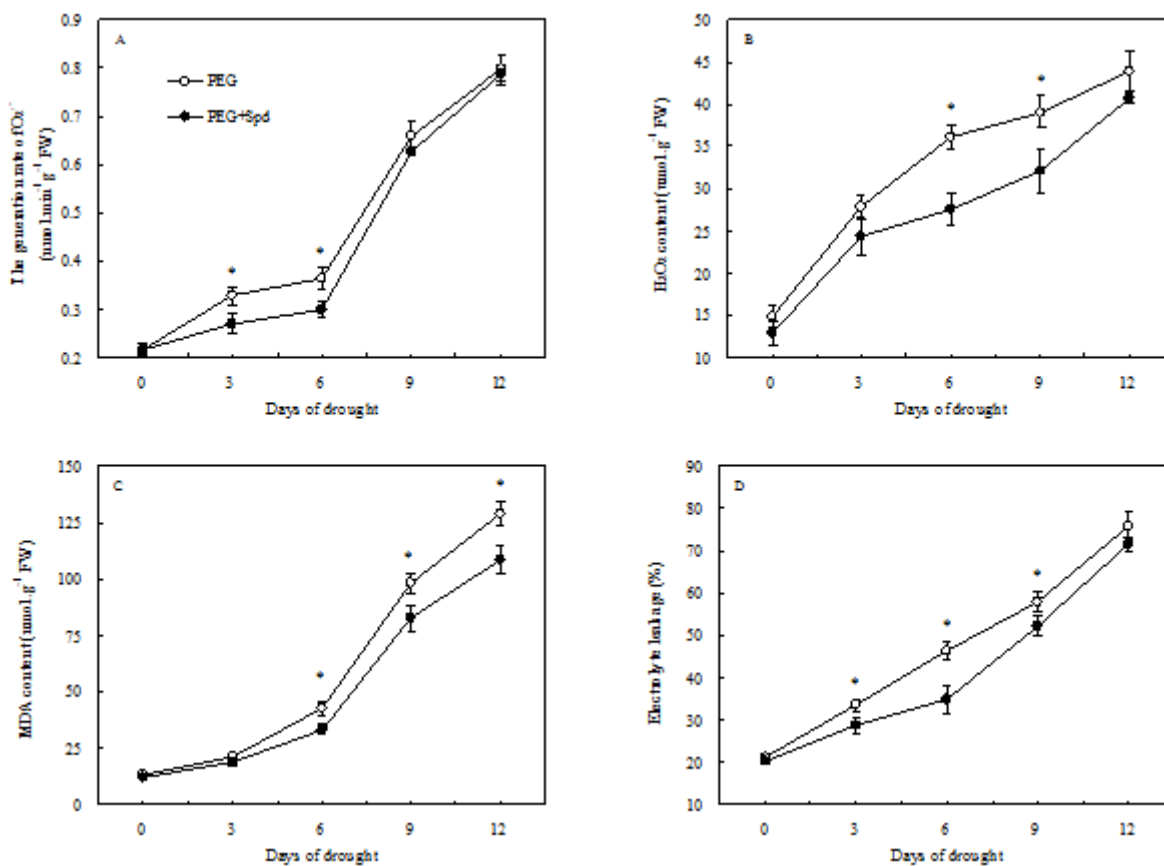 A
PEG
PEG+Spd
The generation rate of O₂⁻
(nmol.min⁻¹g⁻¹ FW)
0.9
0.8
0.7
0.6
0.5
0.4
0.3
0.2
*
*
0 3 6 9 12
Days of drought
B
H₂O₂ content (nmol.g⁻¹ FW)
50
45
40
35
30
25
20
15
10
*
*
0 3 6 9 12
Days of drought
C
MDA content (nmol.g⁻¹ FW)
150
125
100
75
50
25
0
*
*
*
0 3 6 9 12
Days of drought
D
Electrolyte leakage (%)
90
80
70
60
50
40
30
20
10
*
*
*
0 3 6 9 12
Days of drought